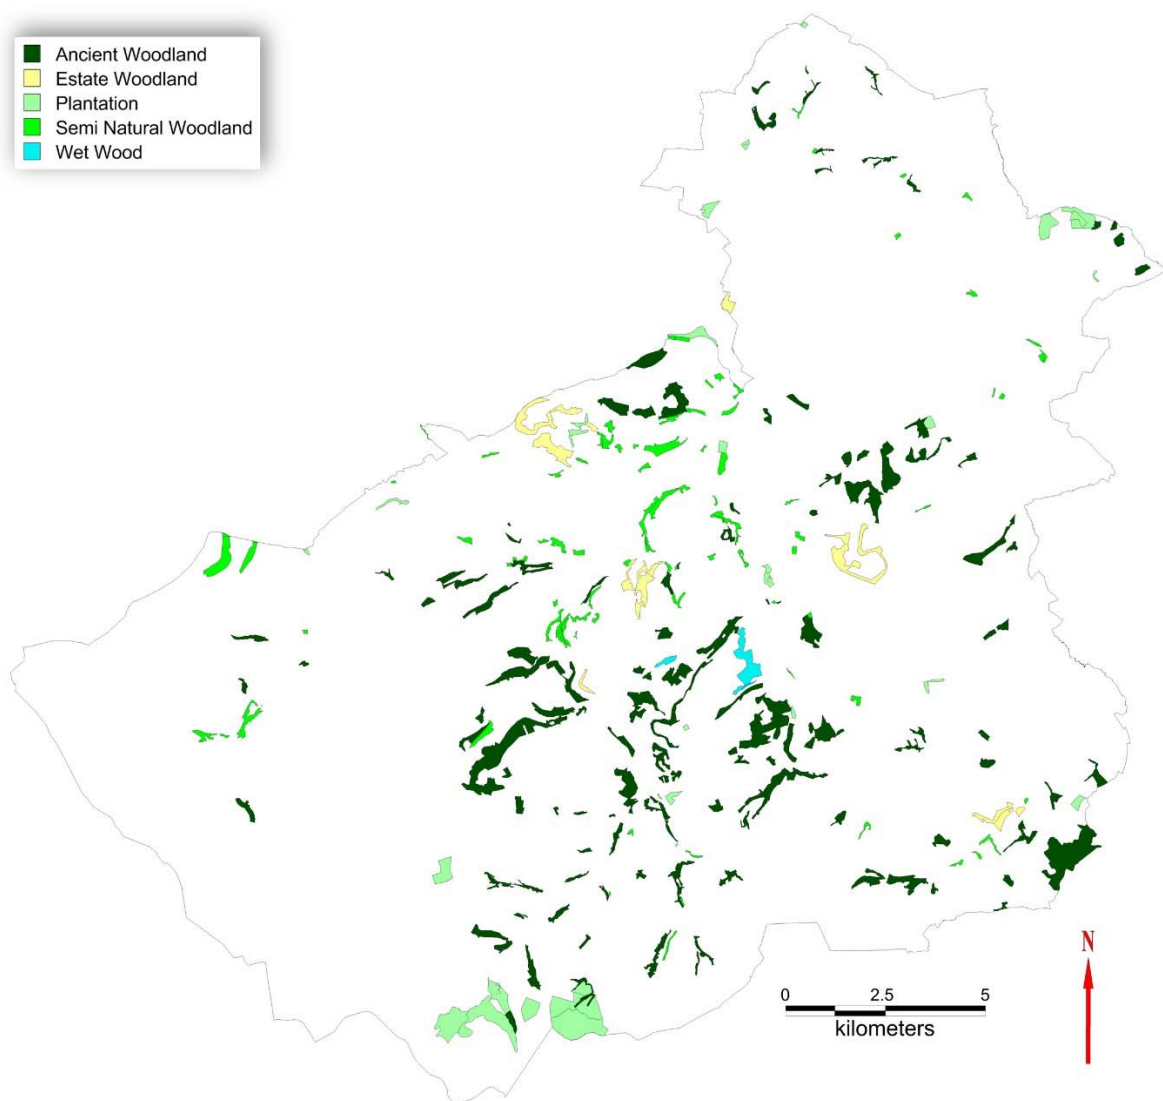 Ancient Woodland
Estate Woodland
Plantation
Semi Natural Woodland
Wet Wood
N
0 2.5 5
kilometers